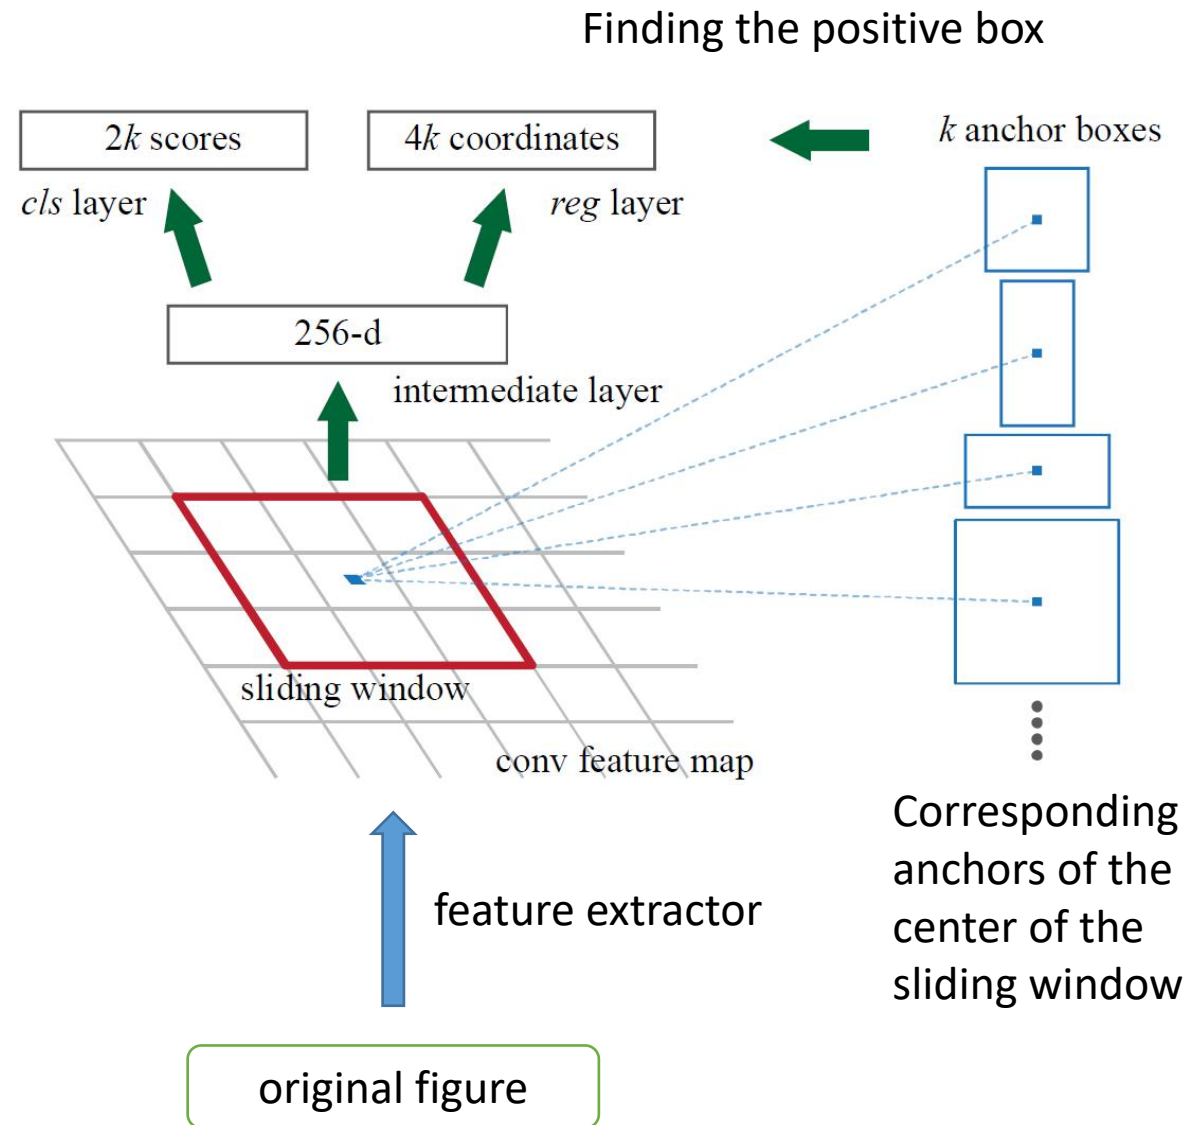 Finding the positive box
2k scores
4k coordinates
k anchor boxes
cls layer
reg layer
256-d
intermediate layer
sliding window
conv feature map
Corresponding
anchors of the
center of the
sliding window
feature extractor
original figure